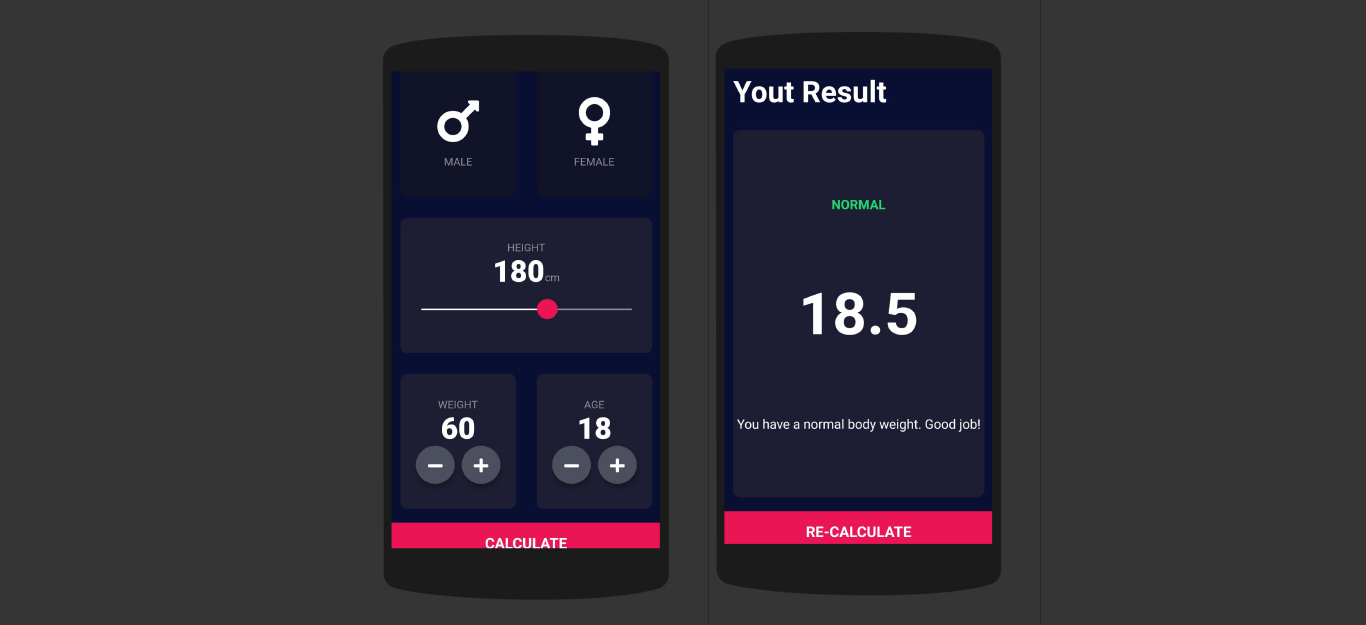 MALE
FEMALE
HEIGHT
180cm
WEIGHT
60
AGE
18
CALCULATE
Yout Result
NORMAL
18.5
You have a normal body weight. Good job!
RE-CALCULATE